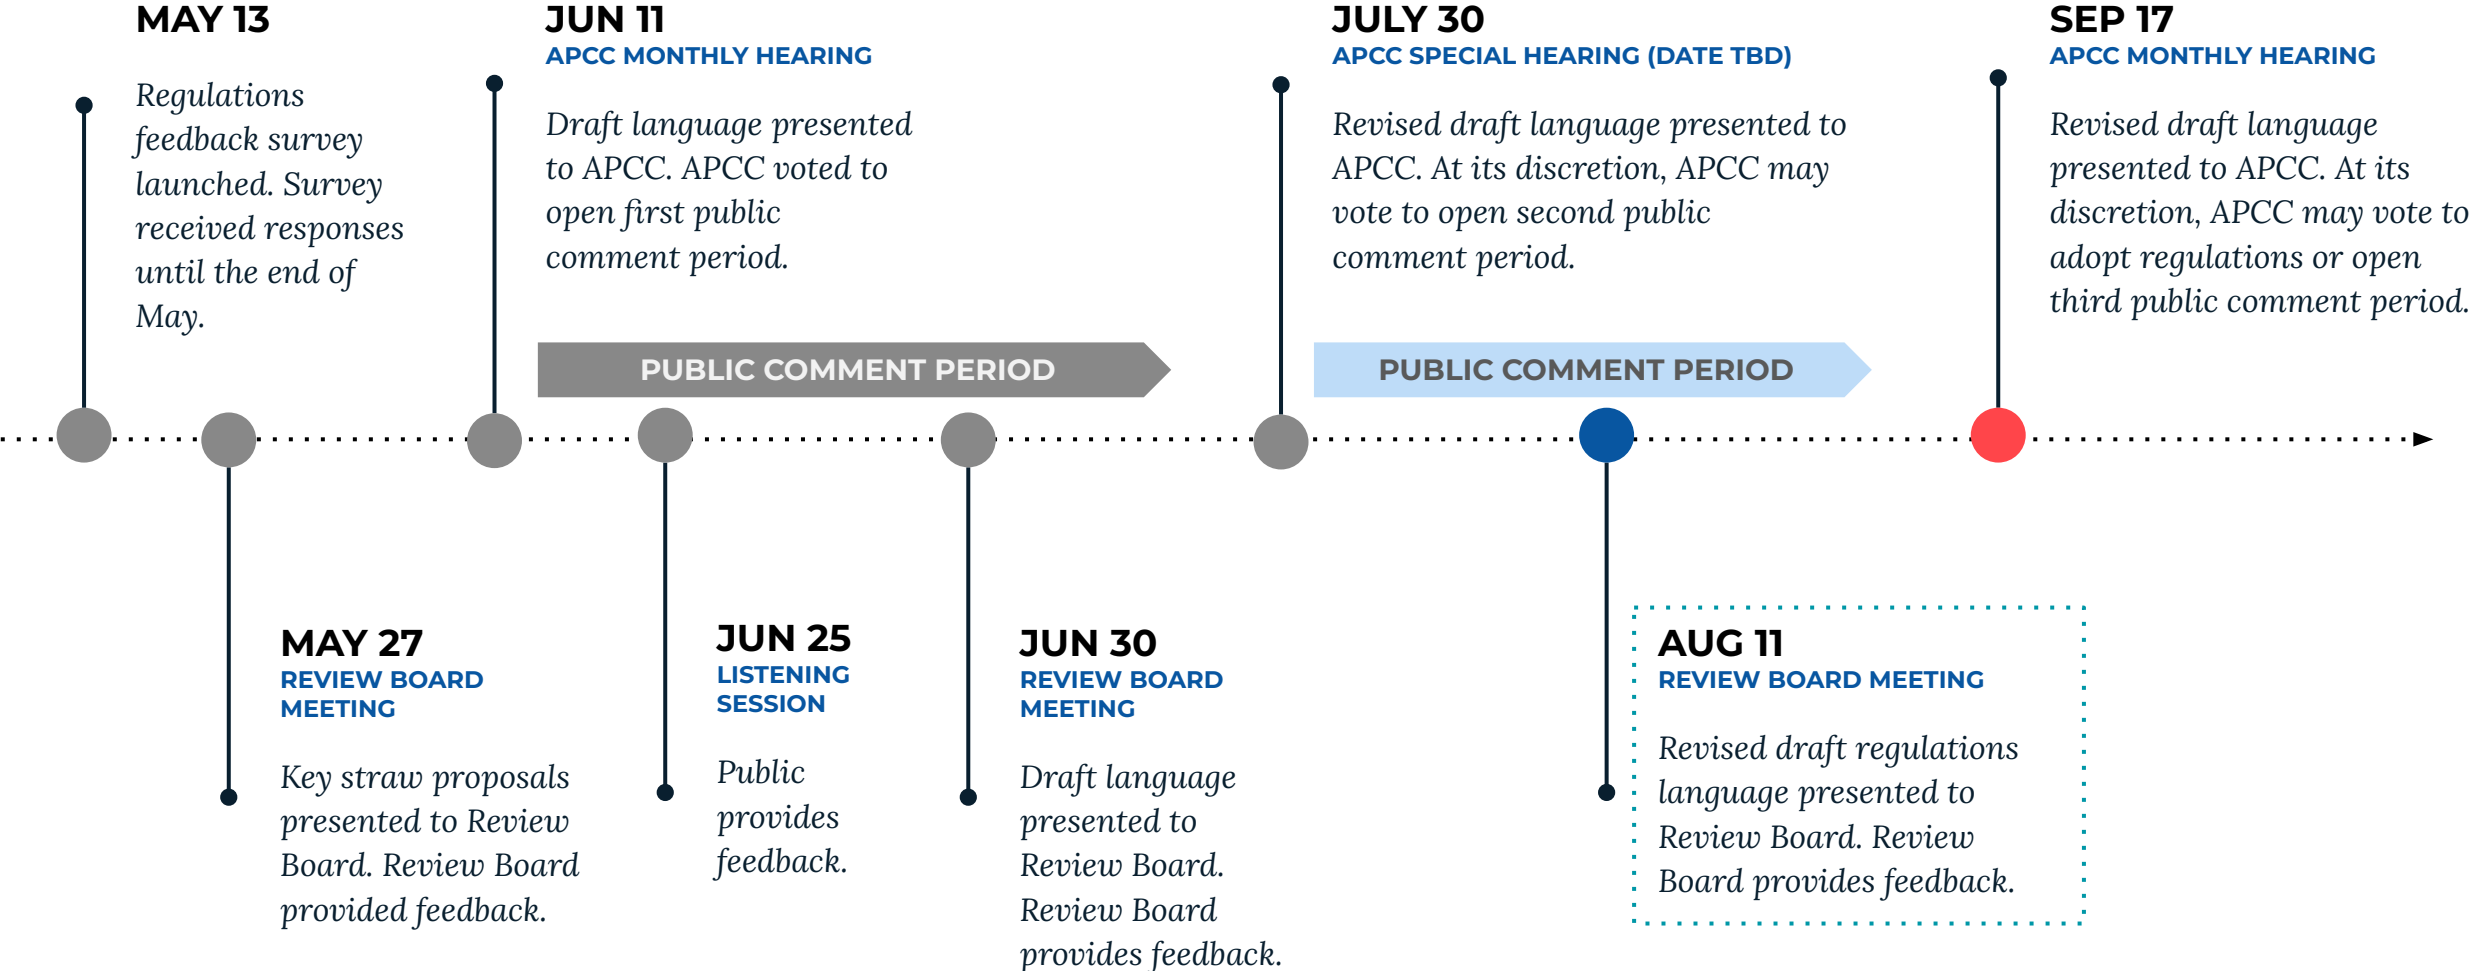 MAY 13
Regulations
feedback survey
launched. Survey
received responses
until the end of
May.
JUN 11
APCC MONTHLY HEARING
Draft language presented
to APCC. APCC voted to
open first public
comment period.
JULY 30
APCC SPECIAL HEARING (DATE TBD)
Revised draft language presented to
APCC. At its discretion, APCC may
vote to open second public
comment period.
SEP 17
APCC MONTHLY HEARING
Revised draft language
presented to APCC. At its
discretion, APCC may vote to
adopt regulations or open
third public comment period.
PUBLIC COMMENT PERIOD
PUBLIC COMMENT PERIOD
MAY 27
REVIEW BOARD
MEETING
Key straw proposals
presented to Review
Board. Review Board
provided feedback.
JUN 25
LISTENING
SESSION
Public
provides
feedback.
JUN 30
REVIEW BOARD
MEETING
Draft language
presented to
Review Board.
Review Board
provides feedback.
AUG 11
REVIEW BOARD MEETING
Revised draft regulations
language presented to
Review Board. Review
Board provides feedback.